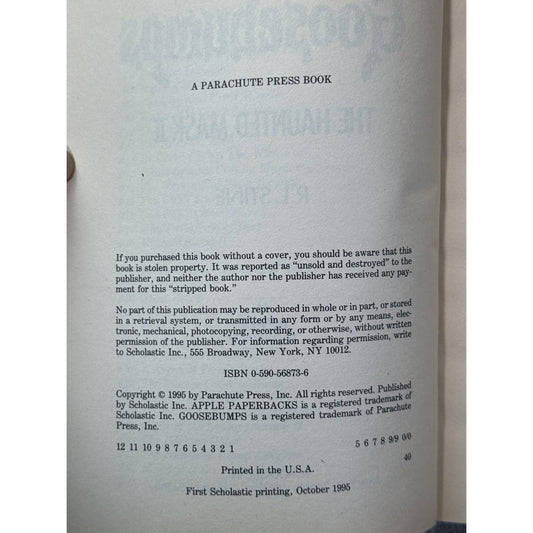 Goosebumps
A PARACHUTE PRESS BOOK
THE HAUNTED MASK II
R.L. STINE
If you purchased this book without a cover, you should be aware that this
book is stolen property. It was reported as “unsold and destroyed” to the
publisher, and neither the author nor the publisher has received any pay-
ment for this “stripped book.”
No part of this publication may be reproduced in whole or in part, or stored
in a retrieval system, or transmitted in any form or by any means, elec-
tronic, mechanical, photocopying, recording, or otherwise, without written
permission of the publisher. For information regarding permission, write
to Scholastic Inc., 555 Broadway, New York, NY 10012.
ISBN 0-590-56873-6
Copyright © 1995 by Parachute Press, Inc. All rights reserved. Published
by Scholastic Inc. APPLE PAPERBACKS is a registered trademark of
Scholastic Inc. GOOSEBUMPS is a registered trademark of Parachute
Press, Inc.
12 11 10 9 8 7 6 5 4 3 2 1 5 6 7 8 9/9 0/0
40
Printed in the U.S.A.
First Scholastic printing, October 1995